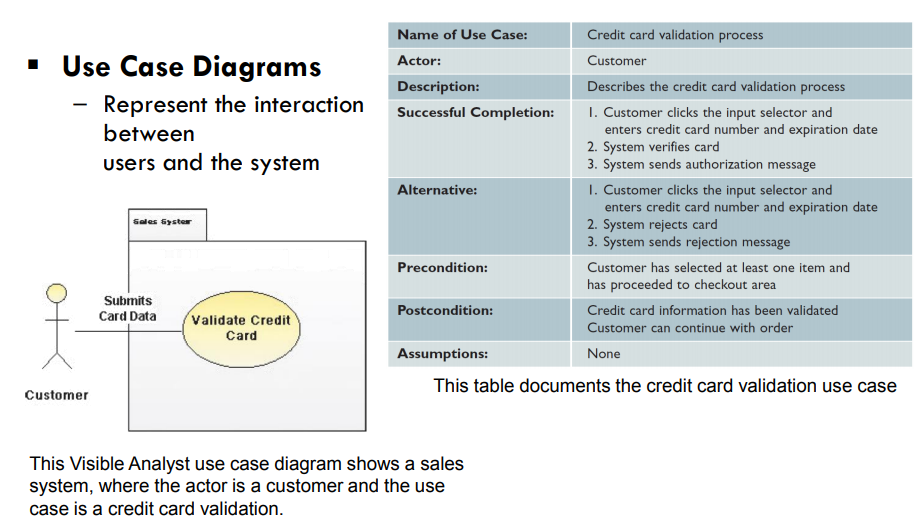 ▪ Use Case Diagrams
– Represent the interaction
between
users and the system
Sales System
Submits
Card Data
Validate Credit
Card
Customer
This Visible Analyst use case diagram shows a sales
system, where the actor is a customer and the use
case is a credit card validation.
Name of Use Case: Credit card validation process
Actor: Customer
Description: Describes the credit card validation process
Successful Completion: 1. Customer clicks the input selector and
enters credit card number and expiration date
2. System verifies card
3. System sends authorization message
Alternative: 1. Customer clicks the input selector and
enters credit card number and expiration date
2. System rejects card
3. System sends rejection message
Precondition: Customer has selected at least one item and
has proceeded to checkout area
Postcondition: Credit card information has been validated
Customer can continue with order
Assumptions: None
This table documents the credit card validation use case